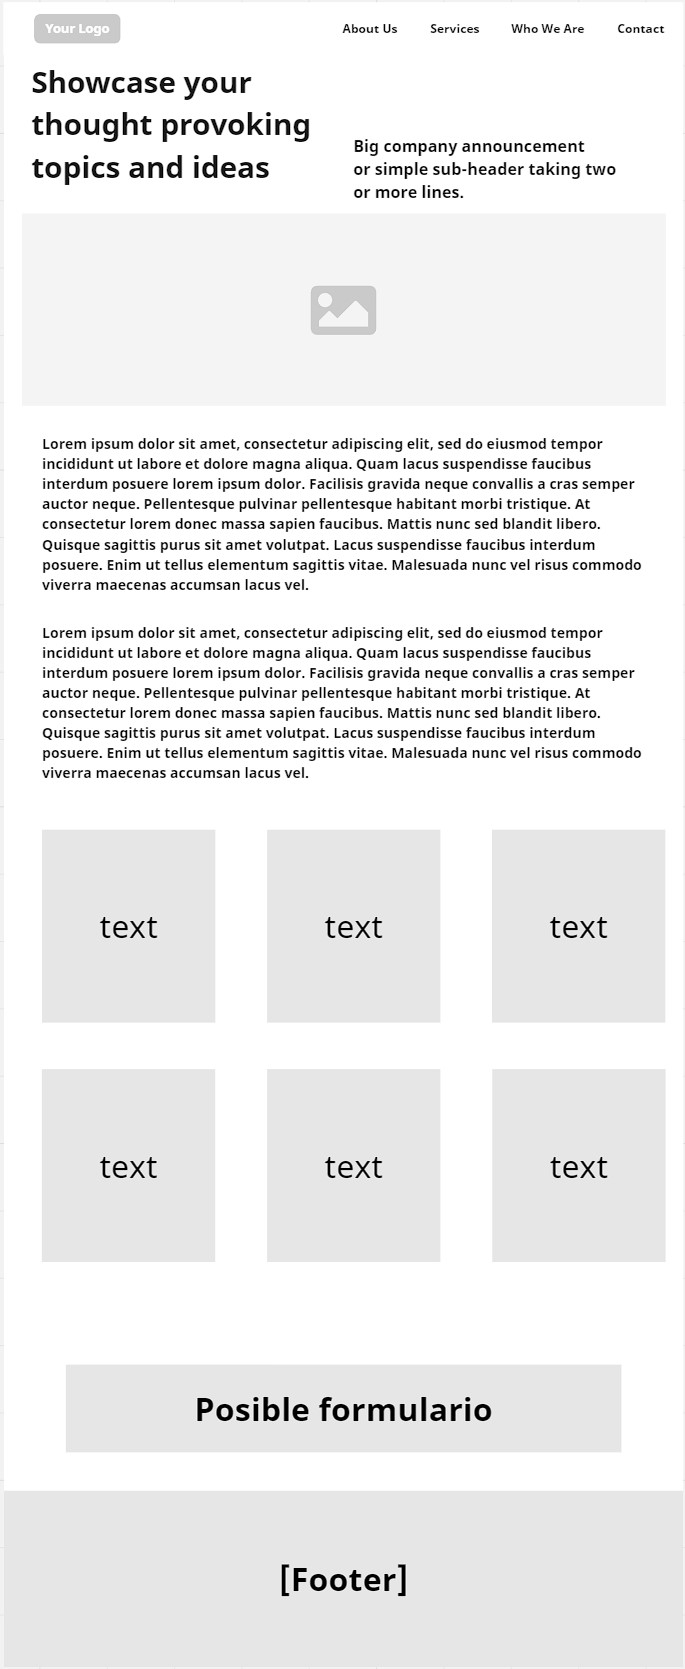 Your Logo
About Us
Services
Who We Are
Contact
Showcase your
thought provoking
topics and ideas
Big company announcement
or simple sub-header taking two
or more lines.
Lorem ipsum dolor sit amet, consectetur adipiscing elit, sed do eiusmod tempor
incididunt ut labore et dolore magna aliqua. Quam lacus suspendisse faucibus
interdum posuere lorem ipsum dolor. Facilisis gravida neque convallis a cras semper
auctor neque. Pellentesque pulvinar pellentesque habitant morbi tristique. At
consectetur lorem donec massa sapien faucibus. Mattis nunc sed blandit libero.
Quisque sagittis purus sit amet volutpat. Lacus suspendisse faucibus interdum
posuere. Enim ut tellus elementum sagittis vitae. Malesuada nunc vel risus commodo
viverra maecenas accumsan lacus vel.
Lorem ipsum dolor sit amet, consectetur adipiscing elit, sed do eiusmod tempor
incididunt ut labore et dolore magna aliqua. Quam lacus suspendisse faucibus
interdum posuere lorem ipsum dolor. Facilisis gravida neque convallis a cras semper
auctor neque. Pellentesque pulvinar pellentesque habitant morbi tristique. At
consectetur lorem donec massa sapien faucibus. Mattis nunc sed blandit libero.
Quisque sagittis purus sit amet volutpat. Lacus suspendisse faucibus interdum
posuere. Enim ut tellus elementum sagittis vitae. Malesuada nunc vel risus commodo
viverra maecenas accumsan lacus vel.
text
text
text
text
text
text
Posible formulario
[Footer]